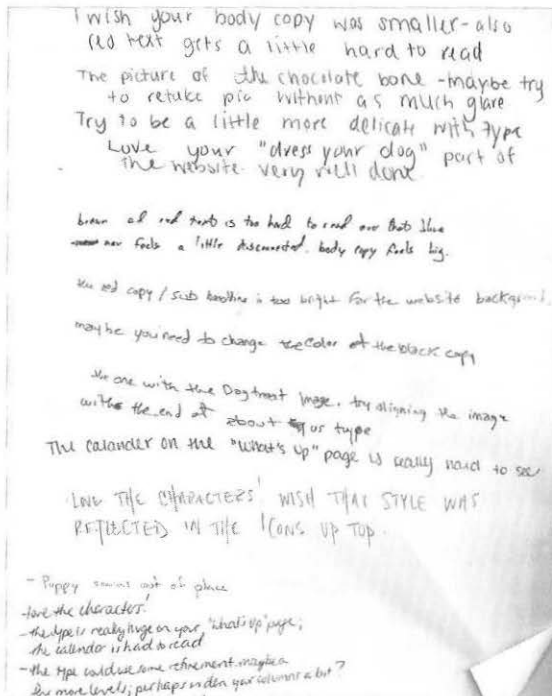 I wish your body copy was smaller - also
red text gets a little hard to read
The picture of the chocolate bone - maybe try
to retake pic without as much glare
Try to be a little more delicate with type
Love your "dress your dog" part of
the website. very well done.
brown and red text is too hard to read over that blue
nav feels a little disconnected. body copy feels big.
the red copy / sub headline is too bright for the website background
maybe you need to change the color of the black copy
the one with the Dog treat image, try aligning the image
with the end of about us type
The calander on the "What's Up" page is really hard to see
LOVE THE CHARACTERS! WISH THAT STYLE WAS
REFLECTED IN THE ICONS UP TOP.
- Puppy seems out of place
- love the characters!
- the type is really huge on your "What's up" page;
the calender is had to read
- the type could use some refinement maybe a
few more levels; perhaps widen your columns a bit?